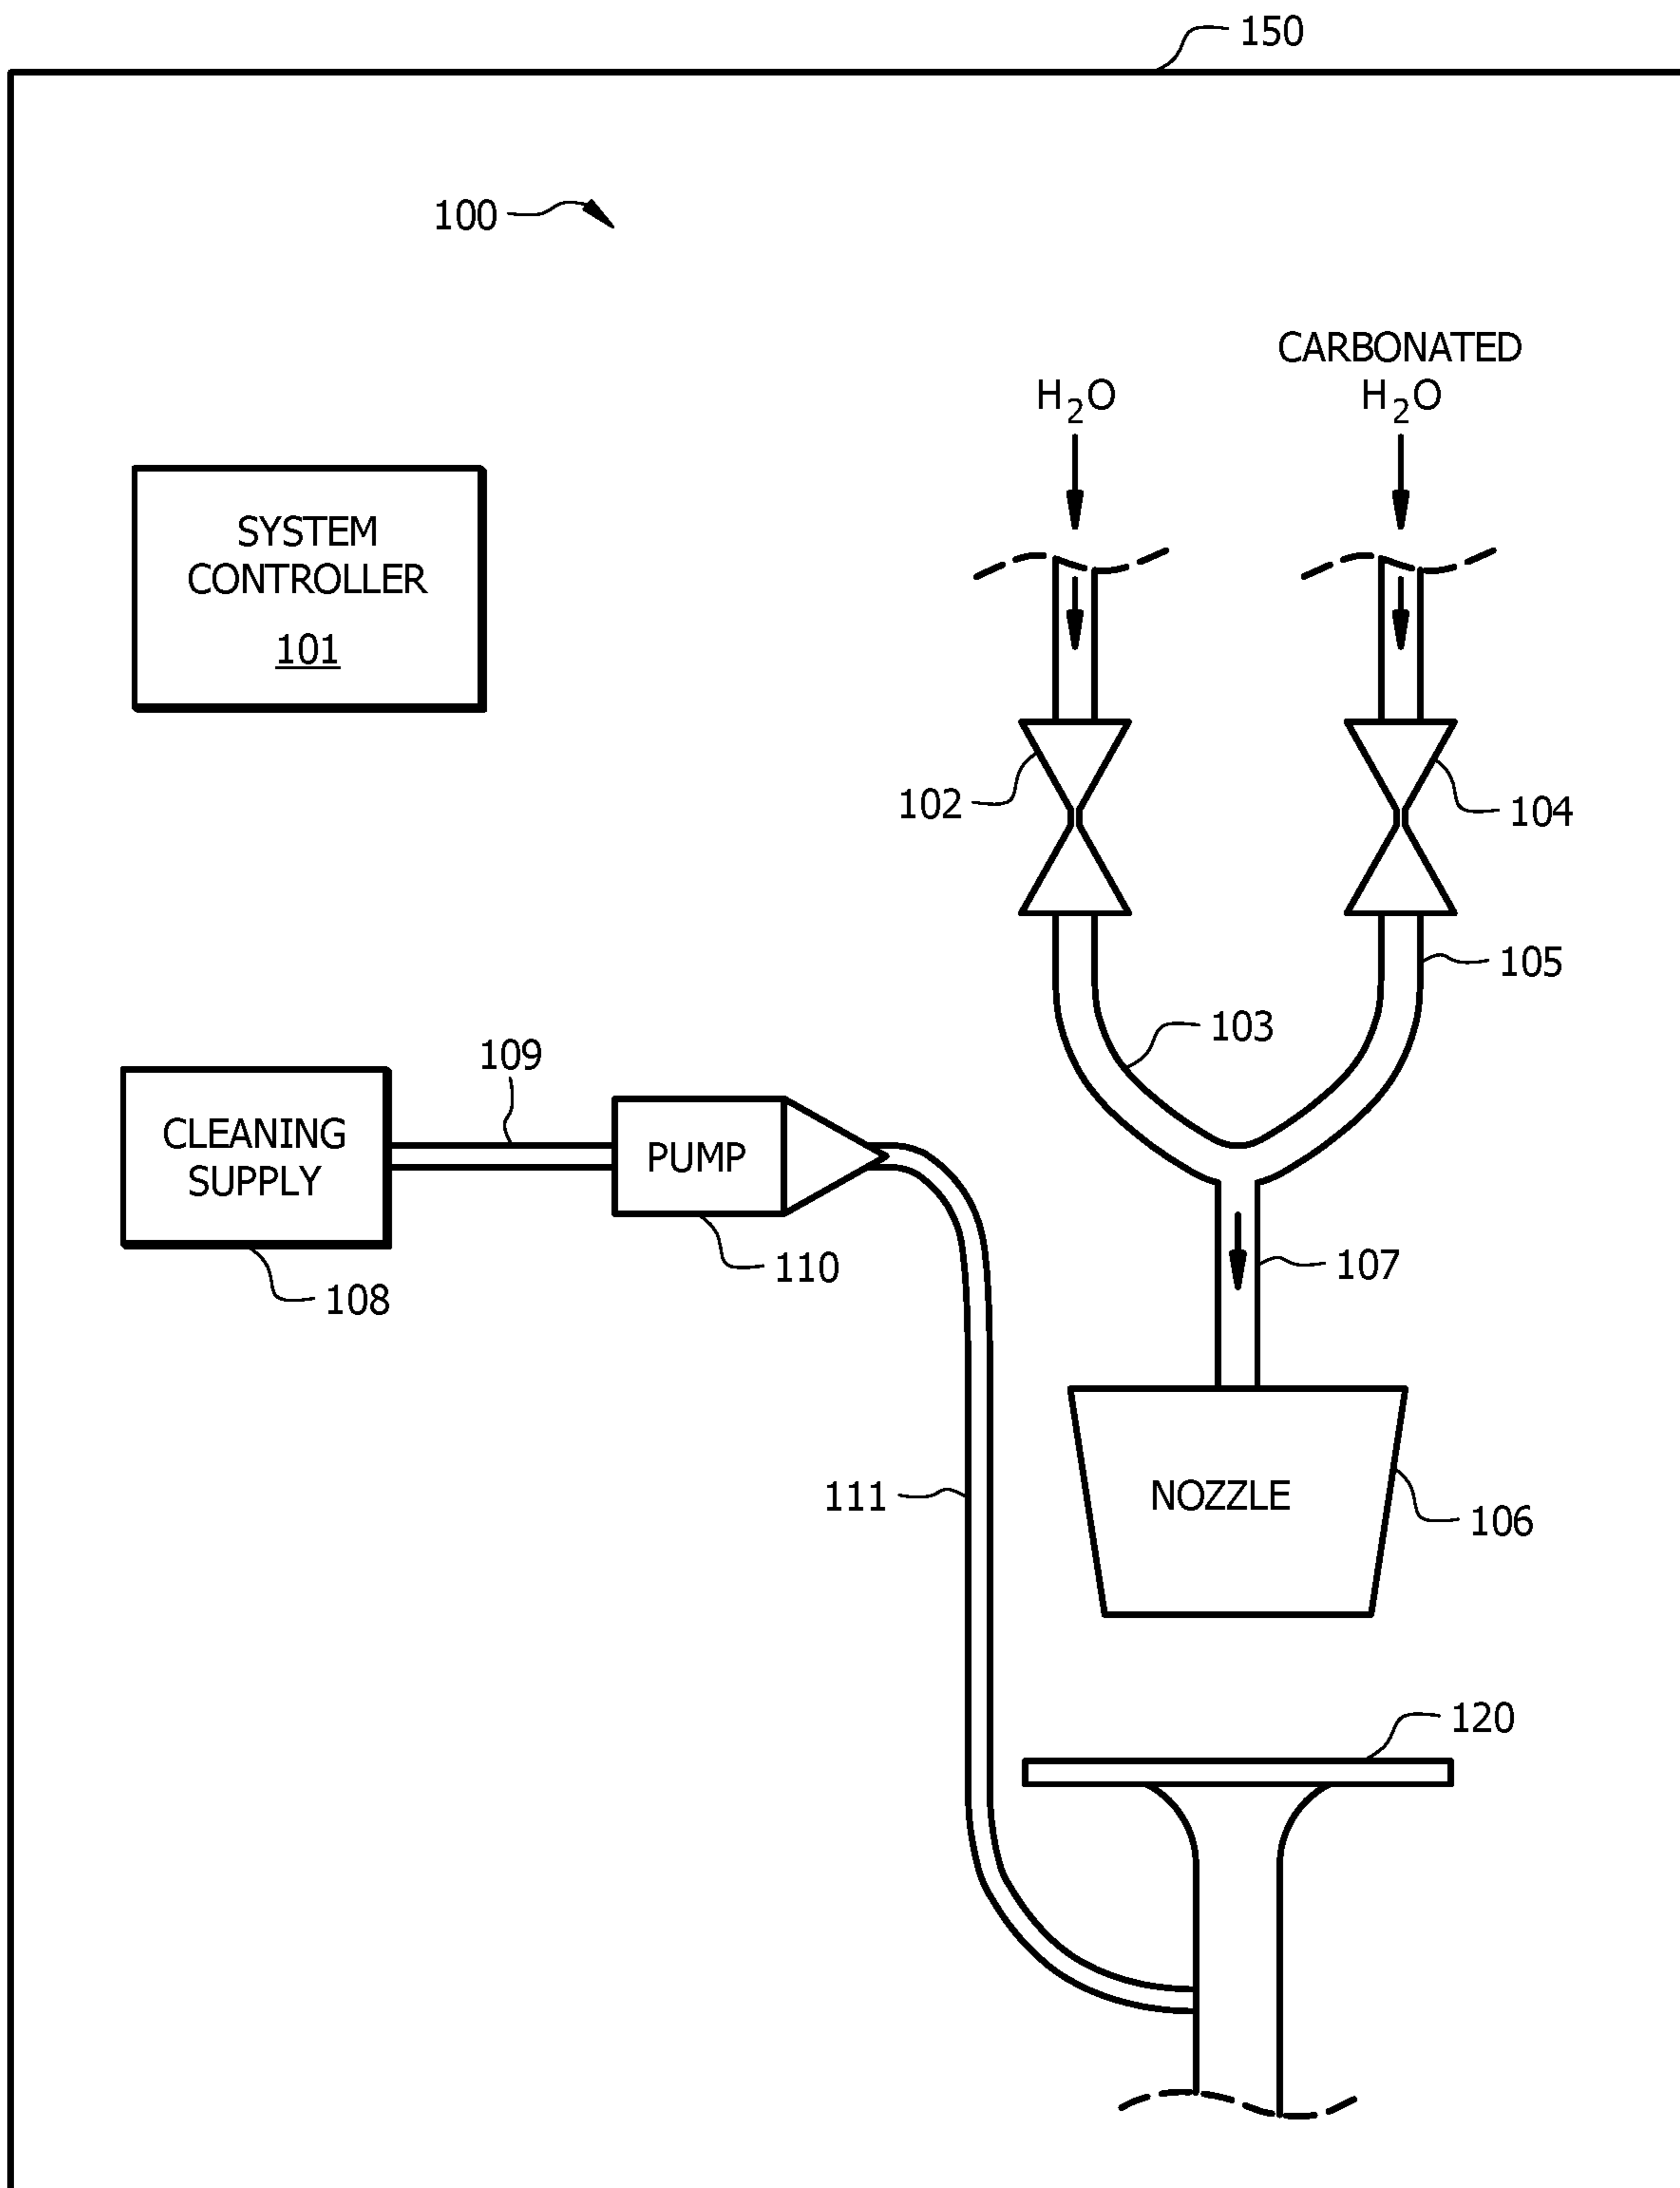 150
100
CARBONATED
H₂O
H₂O
SYSTEM
CONTROLLER
101
102
104
105
103
109
CLEANING
SUPPLY
PUMP
110
107
108
111
NOZZLE
106
120